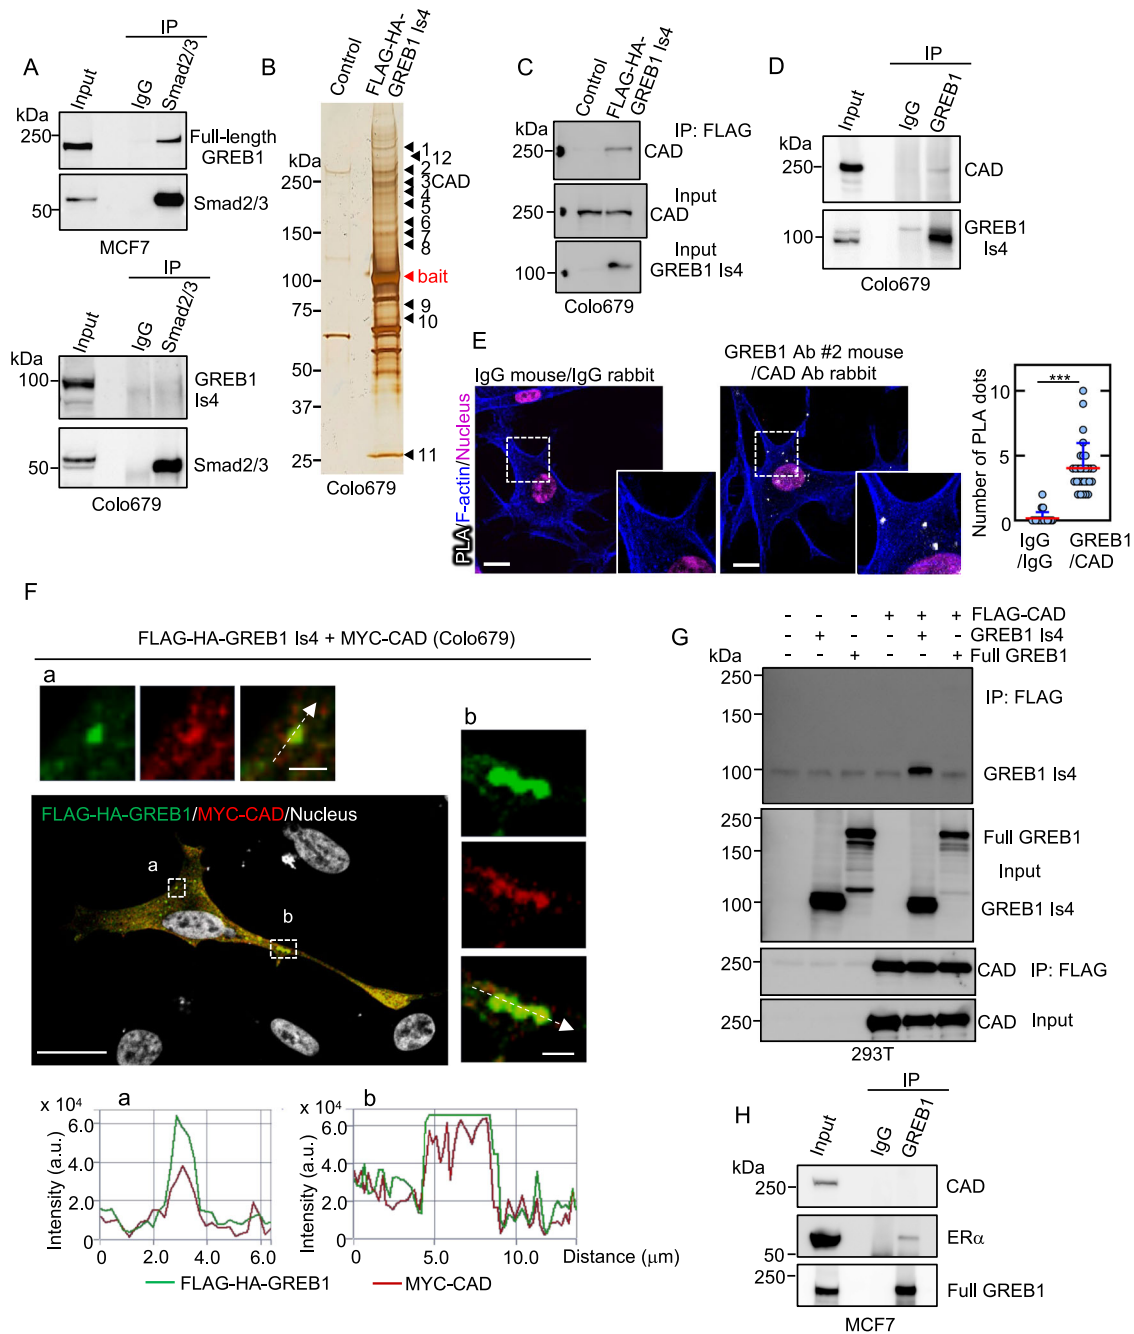 A
IP
Input
IgG
Smad2/3
kDa
250
Full-length
GREB1
50
Smad2/3
MCF7
IP
Input
IgG
Smad2/3
kDa
100
GREB1
Is4
50
Smad2/3
Colo679
B
Control
FLAG-HA-
GREB1 Is4
kDa
250
150
100
75
50
37
25
1
12
2
3CAD
4
5
6
7
8
bait
9
10
11
Colo679
C
Control
FLAG-HA-
GREB1 Is4
kDa
IP: FLAG
250
CAD
Input
250
CAD
Input
100
GREB1 Is4
Colo679
D
IP
Input
IgG
GREB1
kDa
250
CAD
100
GREB1
Is4
Colo679
E
IgG mouse/IgG rabbit
GREB1 Ab #2 mouse
/CAD Ab rabbit
PLA/F-actin/Nucleus
Number of PLA dots
10
5
0
***
IgG
/IgG
GREB1
/CAD
F
FLAG-HA-GREB1 Is4 + MYC-CAD (Colo679)
a
b
FLAG-HA-GREB1/MYC-CAD/Nucleus
a
b
a
x 10⁴
6.0
4.0
2.0
0
Intensity (a.u.)
0
2.0
4.0
6.0
b
x 10⁴
6.0
4.0
2.0
0
Intensity (a.u.)
0
5.0
10.0
Distance (μm)
FLAG-HA-GREB1
MYC-CAD
G
- - - + + + FLAG-CAD
- + - - + - GREB1 Is4
- - + - - + Full GREB1
kDa
250
IP: FLAG
150
100
GREB1 Is4
250
Full GREB1
150
Input
100
GREB1 Is4
250
CAD IP: FLAG
250
CAD Input
293T
H
IP
Input
IgG
GREB1
kDa
250
CAD
ERα
50
250
Full GREB1
MCF7